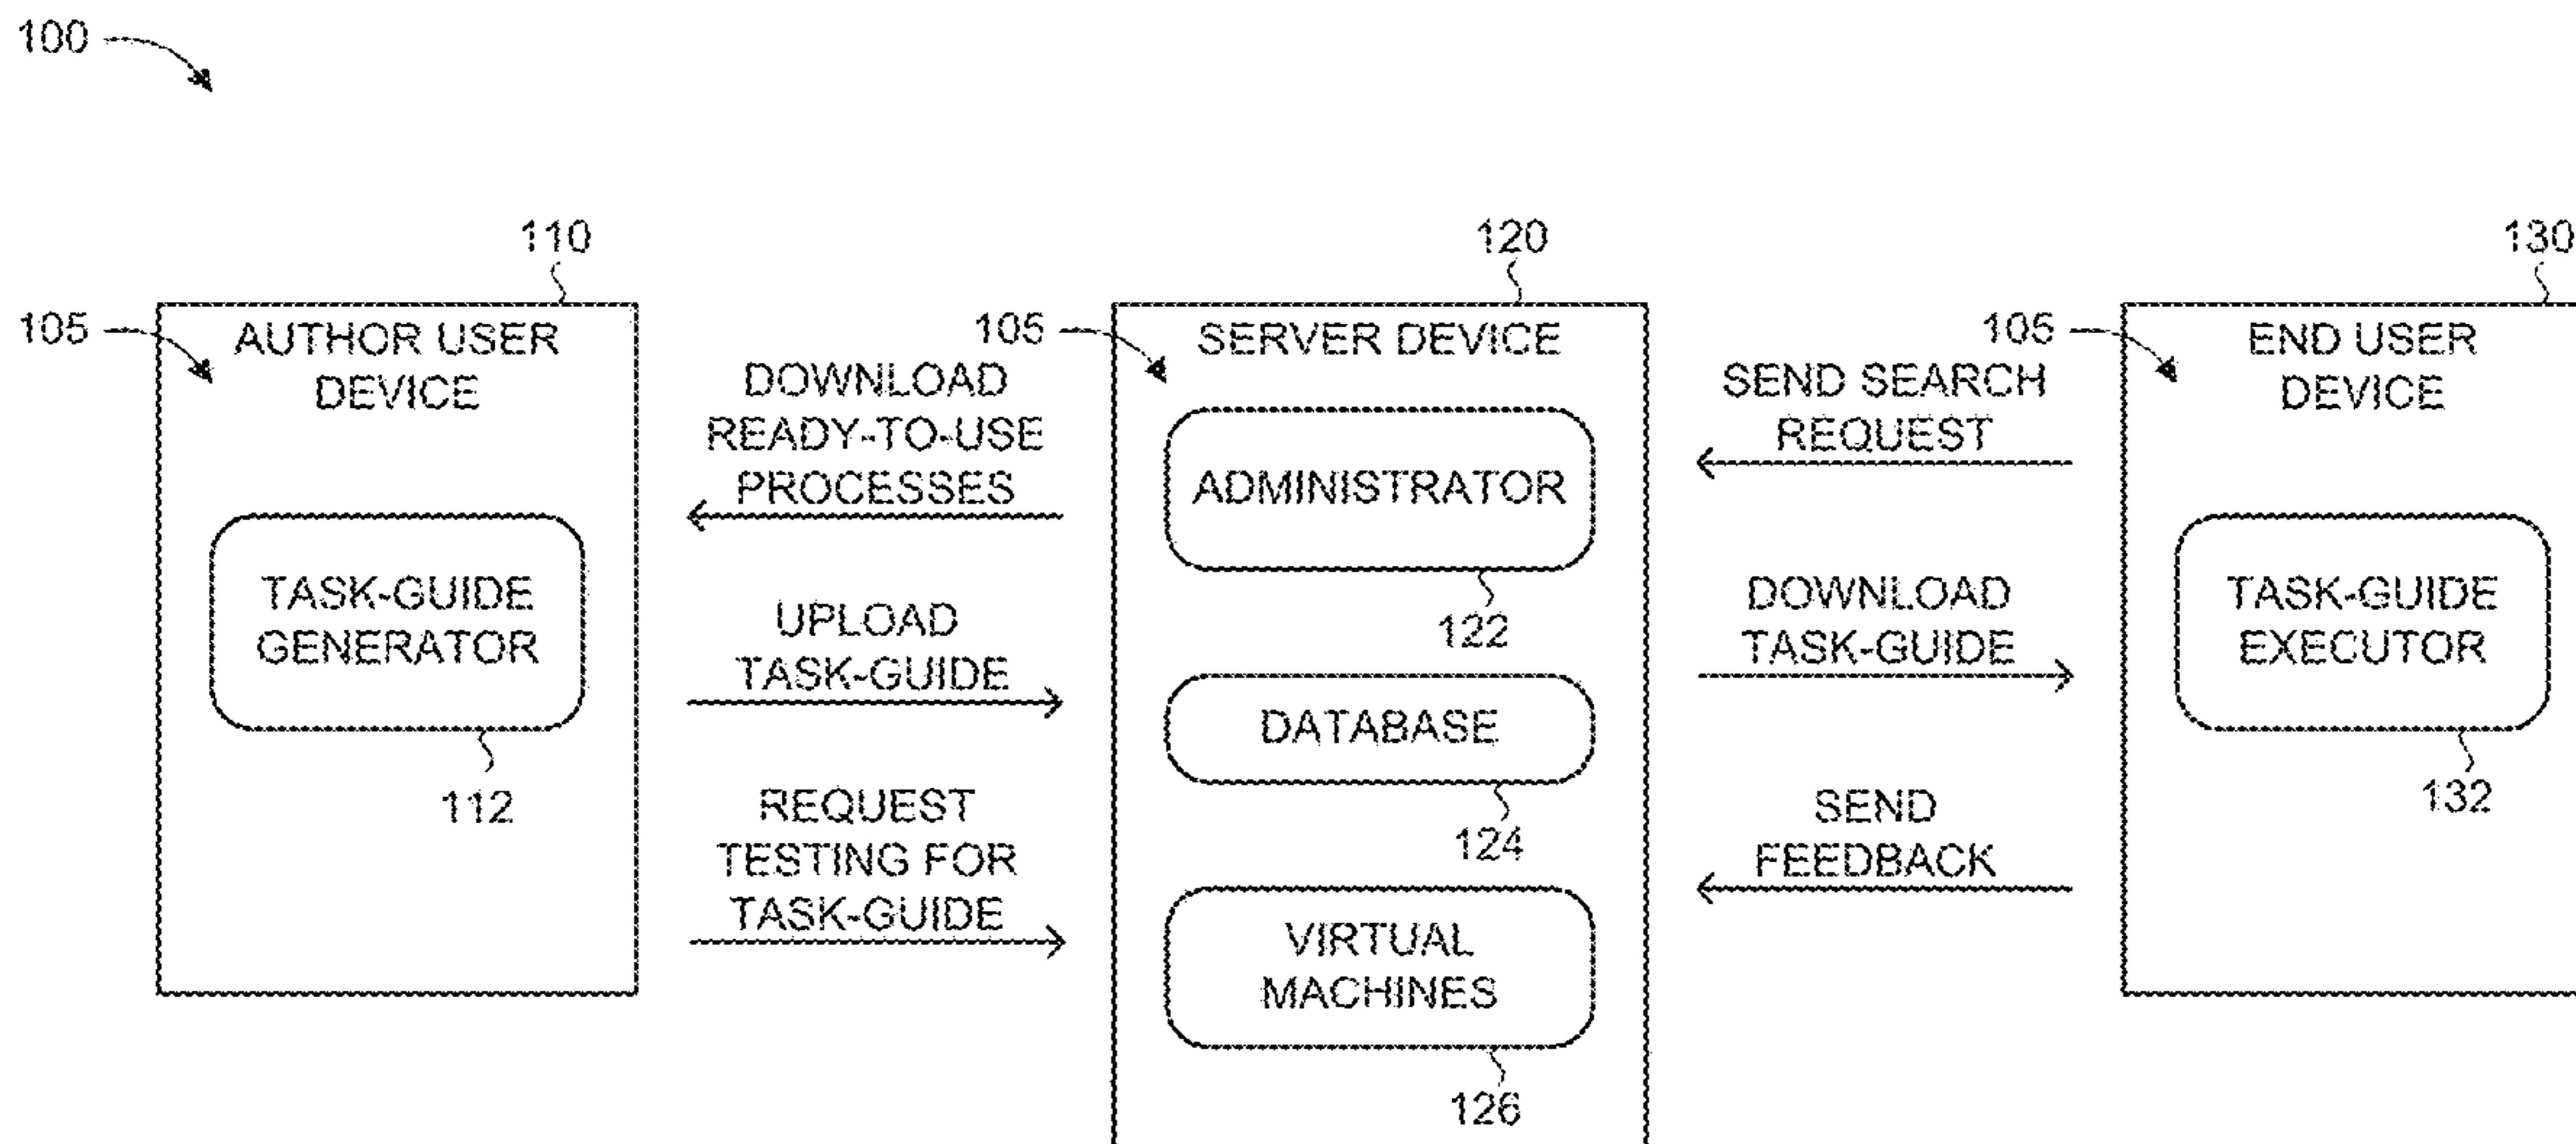 100
110
120
130
105
AUTHOR USER
DEVICE
TASK-GUIDE
GENERATOR
112
DOWNLOAD
READY-TO-USE
PROCESSES
UPLOAD
TASK-GUIDE
REQUEST
TESTING FOR
TASK-GUIDE
105
SERVER DEVICE
ADMINISTRATOR
122
DATABASE
124
VIRTUAL
MACHINES
126
SEND SEARCH
REQUEST
DOWNLOAD
TASK-GUIDE
SEND
FEEDBACK
105
END USER
DEVICE
TASK-GUIDE
EXECUTOR
132